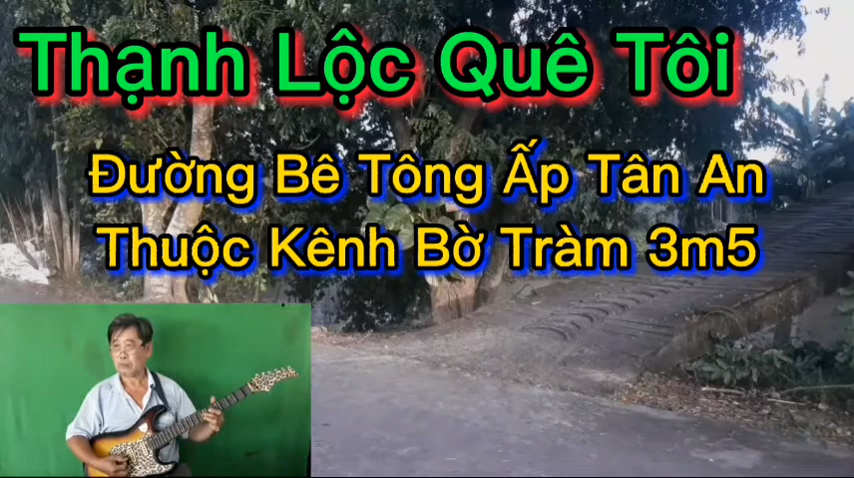 Thạnh Lộc Quê Tôi
Đường Bê Tông Ấp Tân An
Thuộc Kênh Bờ Tràm 3m5